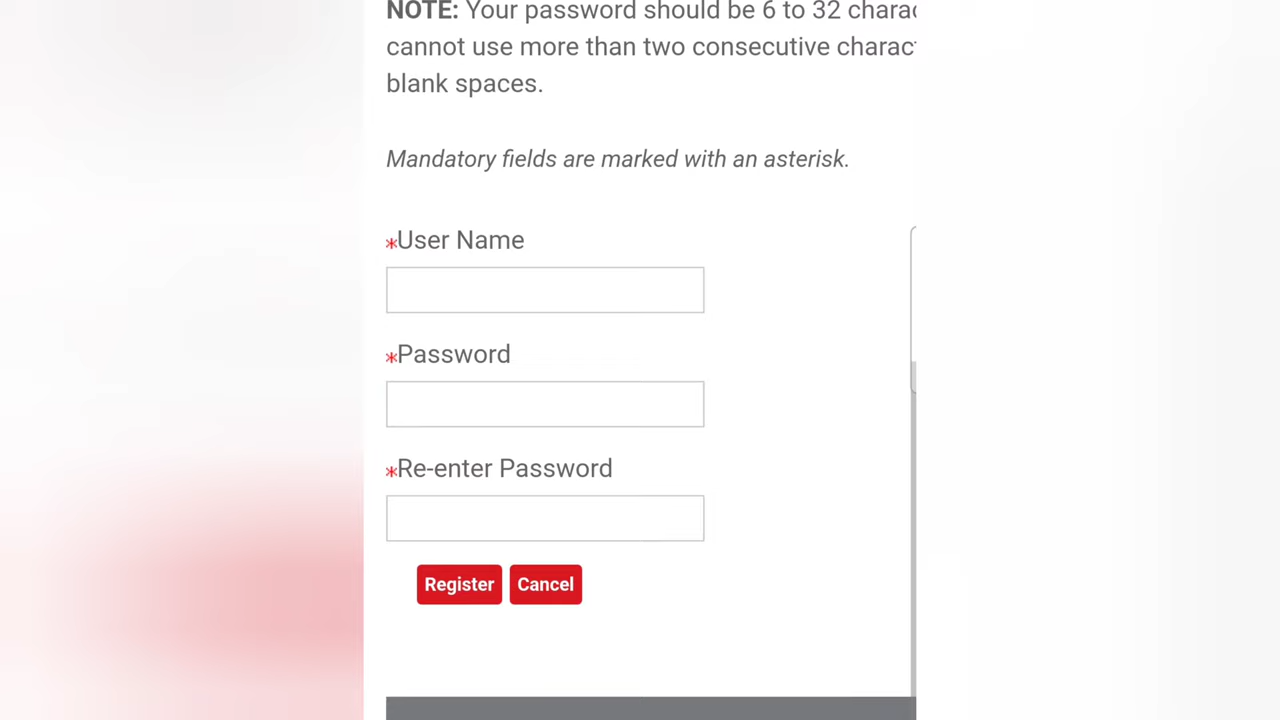 NOTE: Your password should be 6 to 32
cannot use more than two consecutive
blank spaces.
Mandatory fields are marked with an asterisk.
*User Name
*Password
*Re-enter Password
Register Cancel